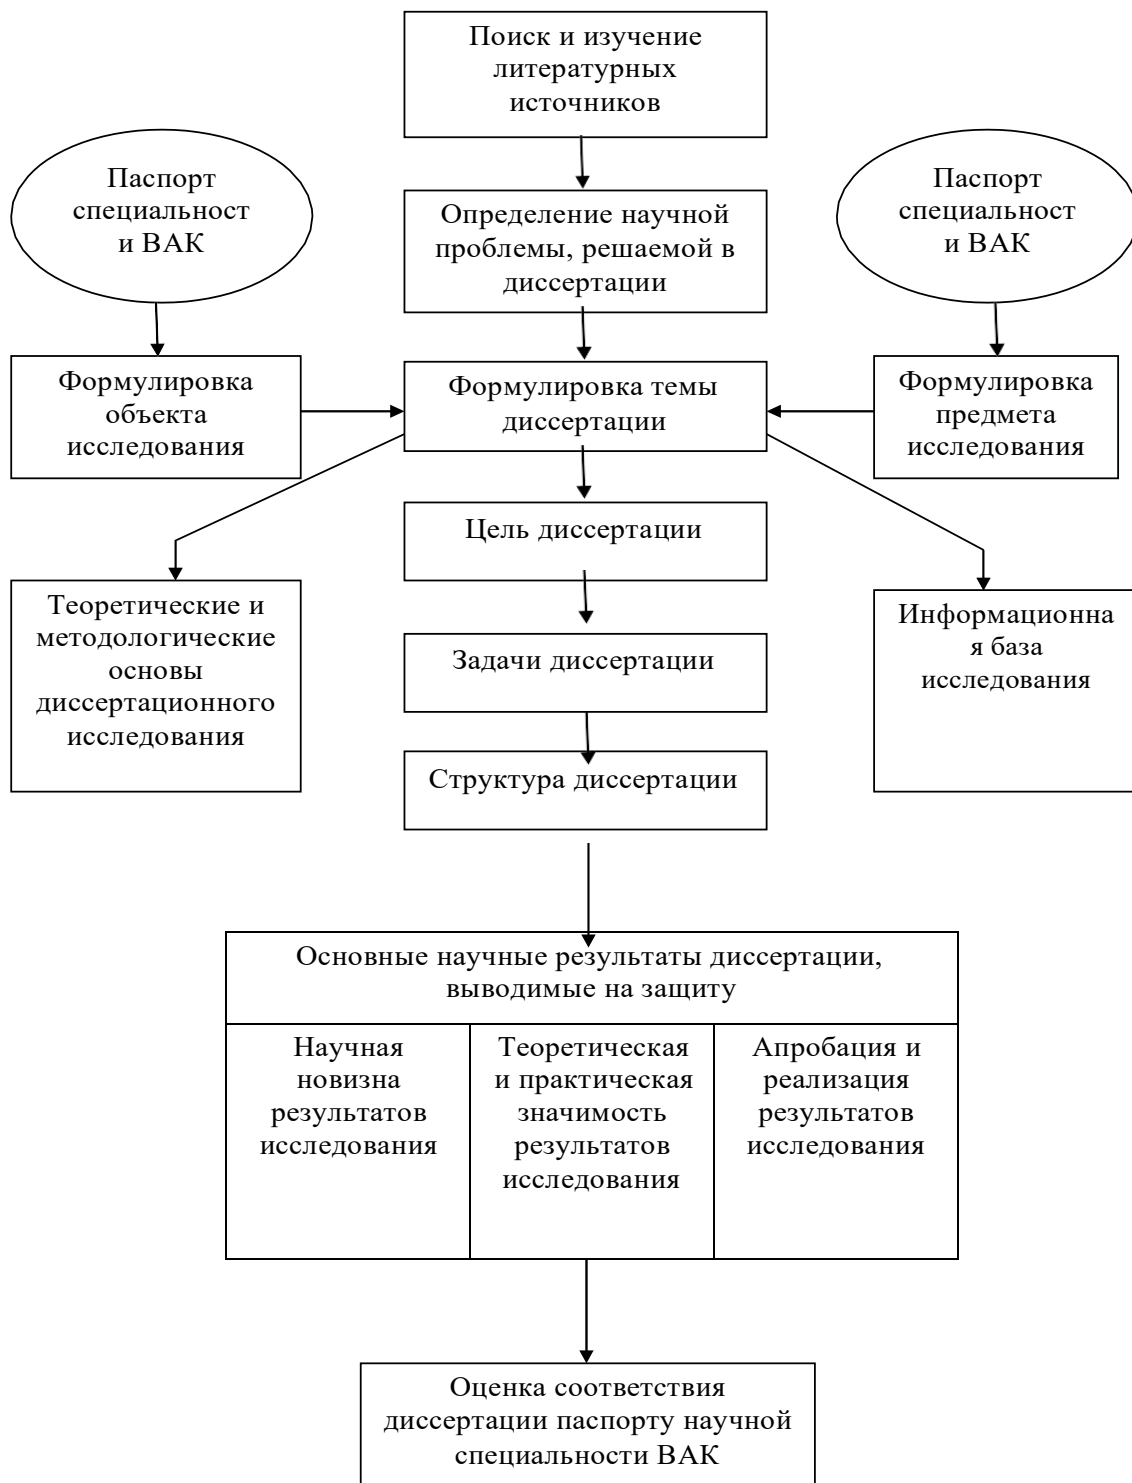 Поиск и изучение
литературных
источников
Паспорт
специальност
и ВАК
Определение научной
проблемы, решаемой в
диссертации
Паспорт
специальност
и ВАК
Формулировка
объекта
исследования
Формулировка темы
диссертации
Формулировка
предмета
исследования
Цель диссертации
Теоретические и
методологические
основы
диссертационного
исследования
Задачи диссертации
Информационна
я база
исследования
Структура диссертации
Основные научные результаты диссертации,
выводимые на защиту
Научная
новизна
результатов
исследования
Теоретическая
и практическая
значимость
результатов
исследования
Апробация и
реализация
результатов
исследования
Оценка соответствия
диссертации паспорту научной
специальности ВАК